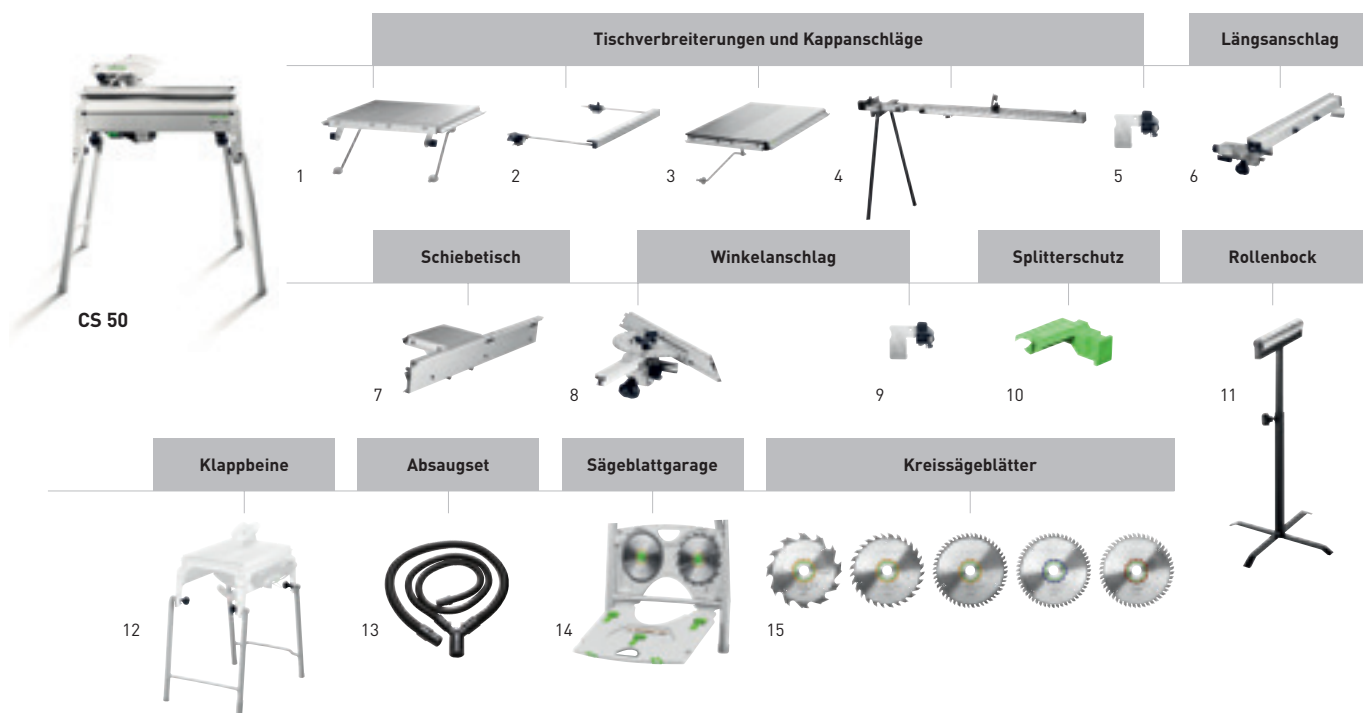 Tischverbreiterungen und Kappanschläge
Längsanschlag
1
2
3
4
5
6
CS 50
Schiebetisch
Winkelanschlag
Splitterschutz
Rollenbock
7
8
9
10
11
Klappbeine
Absaugset
Sägeblattgarage
Kreissägeblätter
12
13
14
15